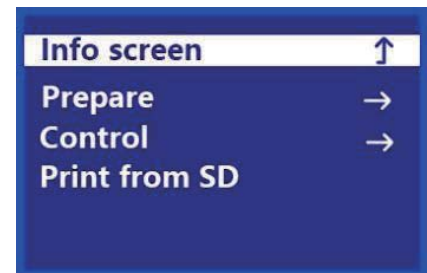 Info screen ↑
Prepare →
Control →
Print from SD